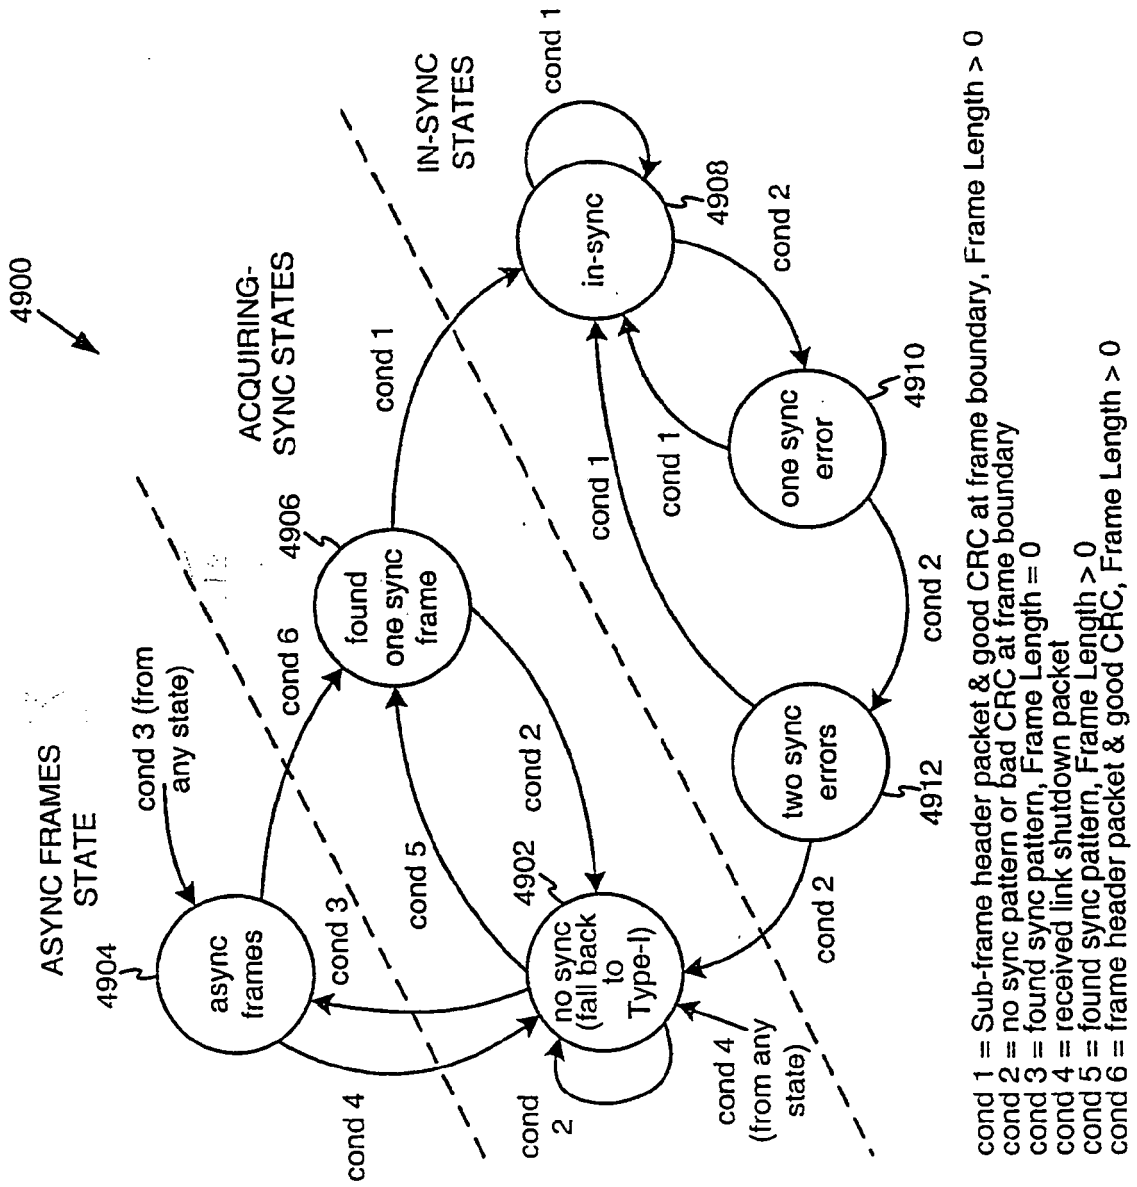 4900
ASYNC FRAMES
STATE
ACQUIRING-
SYNC STATES
IN-SYNC
STATES
4904
async
frames
cond 3 (from
any state)
cond 6
4906
found
one sync
frame
cond 1
cond 1
in-sync
4908
cond 4
cond 3
cond 5
cond 2
4902
no sync
(fall back
to
Type-I)
cond
2
cond 4
(from any
state)
cond 2
cond 1
cond 1
cond 2
one sync
error
4910
two sync
errors
4912
cond 2
cond 1 = Sub-frame header packet & good CRC at frame boundary, Frame Length > 0
cond 2 = no sync pattern or bad CRC at frame boundary
cond 3 = found sync pattern, Frame Length = 0
cond 4 = received link shutdown packet
cond 5 = found sync pattern, Frame Length > 0
cond 6 = frame header packet & good CRC, Frame Length > 0